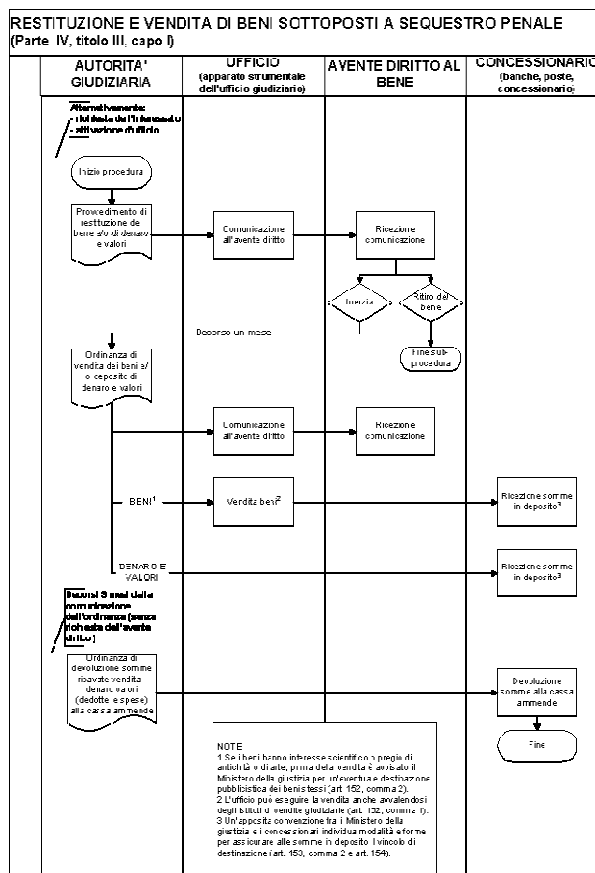 RESTITUZIONE E VENDITA DI BENI SOTTOPOSTI A SEQUESTRO PENALE
(Parte IV, titolo III, capo I)
AUTORITA'
GIUDIZIARIA
UFFICIO
(apparato strumentale
dell'ufficio giudiziario)
AVENTE DIRITTO AL
BENE
CONCESSIONARIO
(banche, poste,
concessionario)
Alternativamente:
- richiesta dell'interessato
- attivazione d'ufficio
Inizio procedura
Provvedimento di
restituzione del
bene e/o di denaro
e valori
Comunicazione
all'avente diritto
Ricezione
comunicazione
Inerzia
Ritiro del
bene
Decorso un mese
Fine sub-
procedura
Ordinanza di
vendita dei beni e/
o deposito di
denaro e valori
Comunicazione
all'avente diritto
Ricezione
comunicazione
BENI1
Vendita beni2
Ricezione somme
in deposito3
DENARO E
VALORI
Ricezione somme
in deposito3
Decorsi 3 mesi dalla
comunicazione
dell'ordinanza (senza
richiesta dell'avente
diritto)
Ordinanza di
devoluzione somme
ricavate vendita
denaro valori
(dedotte e spese)
alla cassa ammende
Devoluzione
somme alla cassa
ammende
Fine
NOTE
1 Se i beni hanno interesse scientifico o pregio di
antichità o di arte, prima della vendita è avvisato il
Ministero della giustizia per un'eventuale destinazione
pubblicistica dei beni stessi (art. 152, comma 2).
2 L'ufficio può eseguire la vendita anche avvalendosi
degli istituti di vendite giudiziarie (art. 152, comma 1).
3 Un'apposita convenzione fra il Ministero della
giustizia e i concessionari individua modalità e forme
per assicurare alle somme in deposito il vincolo di
destinazione (art. 153, comma 2 e art. 154).